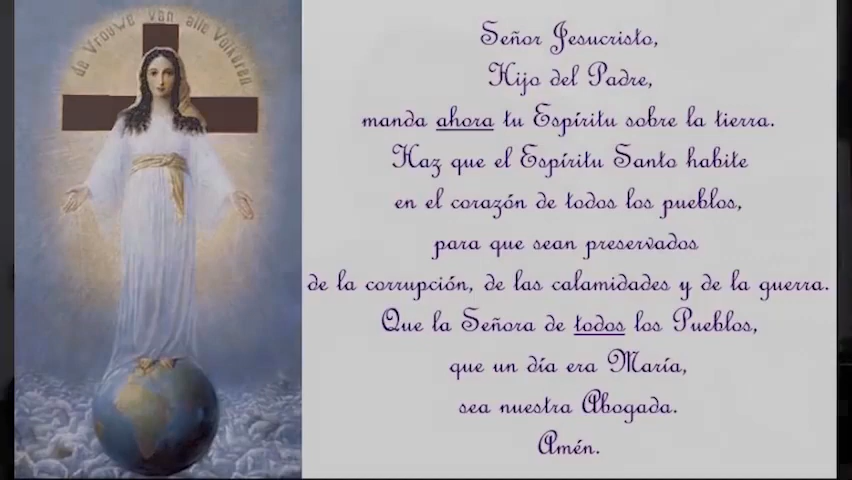 de Vrouwe van alle Volkeren
Señor Jesucristo,
Hijo del Padre,
manda ahora tu Espíritu sobre la tierra.
Haz que el Espíritu Santo habite
en el corazón de todos los pueblos,
para que sean preservados
de la corrupción, de las calamidades y de la guerra.
Que la Señora de todos los Pueblos,
que un día era María,
sea nuestra Abogada.
Amén.